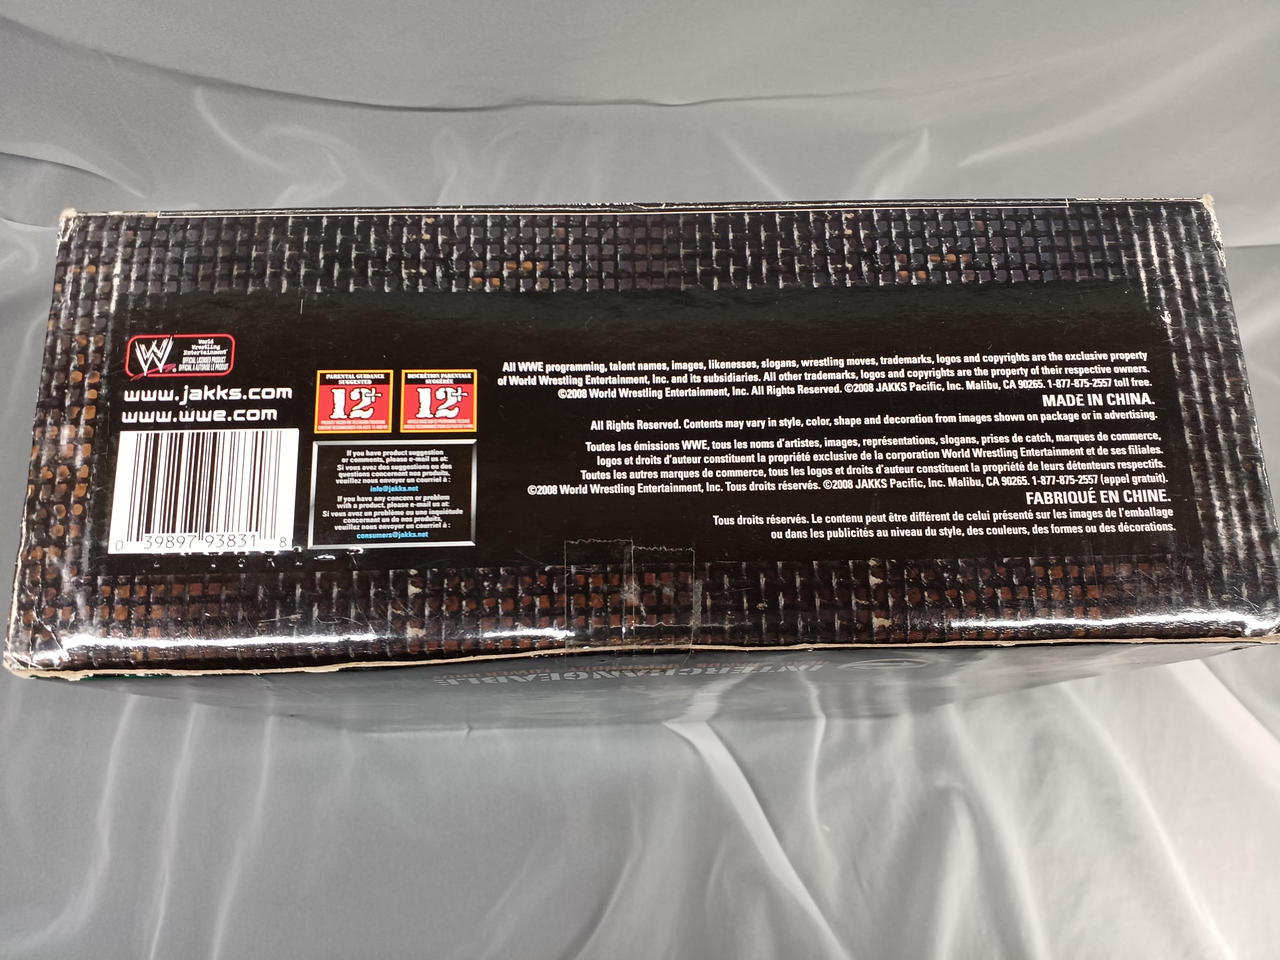 World
Wrestling
Entertainment
OFFICIAL LICENSED PRODUCT
OFFICIAL & AUTORISÉ LE PRODUIT
www.jakks.com
www.wwe.com
0 39897 93831 8
PARENTAL GUIDANCE
SUGGESTED
12+
DISCRÉTION PARENTALE
SUGGÉRÉE
12+
If you have product suggestion
or comments, please e-mail us at:
Si vous avez des suggestions ou des
questions concernant nos produits,
veuillez nous envoyer un courriel à :
info@jakks.net
If you have any concern or problem
with a product, please e-mail us at:
Si vous avez un problème ou une inquiétude
concernant un de nos produits,
veuillez nous envoyer un courriel à :
consumers@jakks.net
All WWE programming, talent names, images, likenesses, slogans, wrestling moves, trademarks, logos and copyrights are the exclusive property
of World Wrestling Entertainment, Inc. and its subsidiaries. All other trademarks, logos and copyrights are the property of their respective owners.
©2008 World Wrestling Entertainment, Inc. All Rights Reserved. ©2008 JAKKS Pacific, Inc. Malibu, CA 90265. 1-877-875-2557 toll free.
MADE IN CHINA.
All Rights Reserved. Contents may vary in style, color, shape and decoration from images shown on package or in advertising.
Toutes les émissions WWE, tous les noms d'artistes, images, représentations, slogans, prises de catch, marques de commerce,
logos et droits d'auteur constituent la propriété exclusive de la corporation World Wrestling Entertainment et de ses filiales.
Toutes les autres marques de commerce, tous les logos et droits d'auteur constituent la propriété de leurs détenteurs respectifs.
©2008 World Wrestling Entertainment, Inc. Tous droits réservés. ©2008 JAKKS Pacific, Inc. Malibu, CA 90265. 1-877-875-2557 (appel gratuit).
FABRIQUÉ EN CHINE.
Tous droits réservés. Le contenu peut être différent de celui présenté sur les images de l'emballage
ou dans les publicités au niveau du style, des couleurs, des formes ou des décorations.
INTERCHANGEABLE